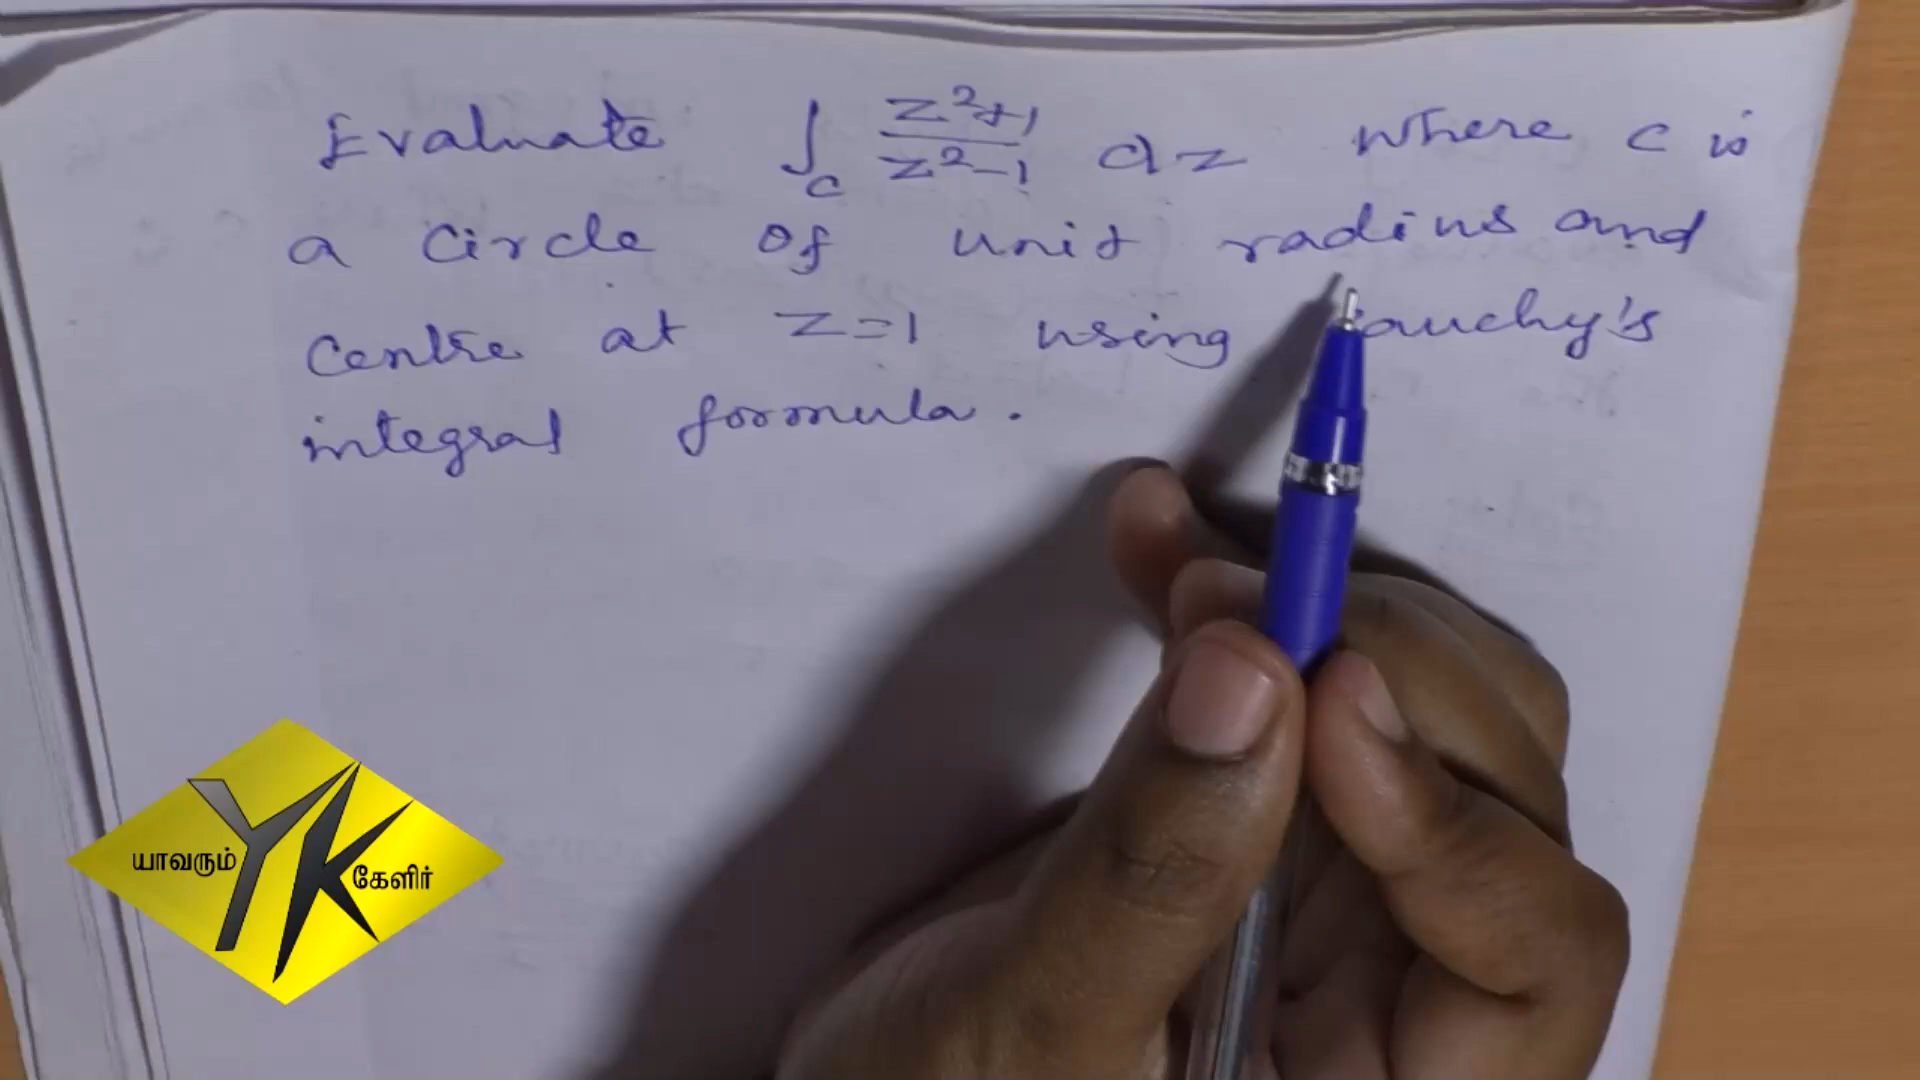 Evaluate ∫_C (z²+1)/(z²-1) dz where C is
a circle of unit radius and
centre at z=1 using Cauchy's
integral formula.
யாவரும் YK கேளிர்